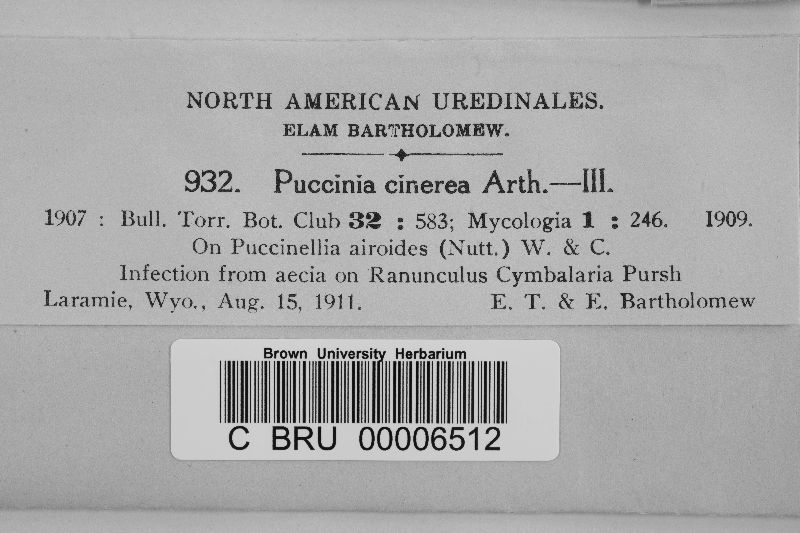 NORTH AMERICAN UREDINALES.
ELAM BARTHOLOMEW.
932. Puccinia cinerea Arth.—III.
1907 : Bull. Torr. Bot. Club 32 : 583; Mycologia 1 : 246. 1909.
On Puccinellia airoides (Nutt.) W. & C.
Infection from aecia on Ranunculus Cymbalaria Pursh
Laramie, Wyo., Aug. 15, 1911. E. T. & E. Bartholomew
Brown University Herbarium
C BRU 00006512